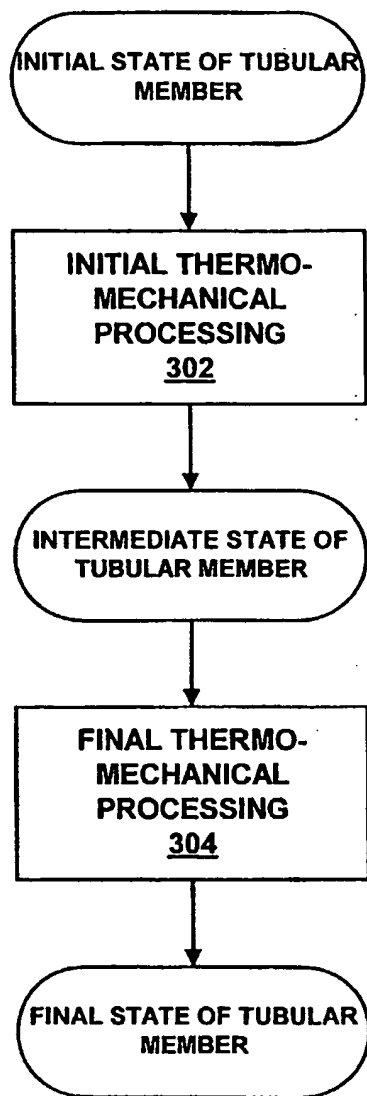 INITIAL STATE OF TUBULAR
MEMBER
INITIAL THERMO-
MECHANICAL
PROCESSING
302
INTERMEDIATE STATE OF
TUBULAR MEMBER
FINAL THERMO-
MECHANICAL
PROCESSING
304
FINAL STATE OF TUBULAR
MEMBER